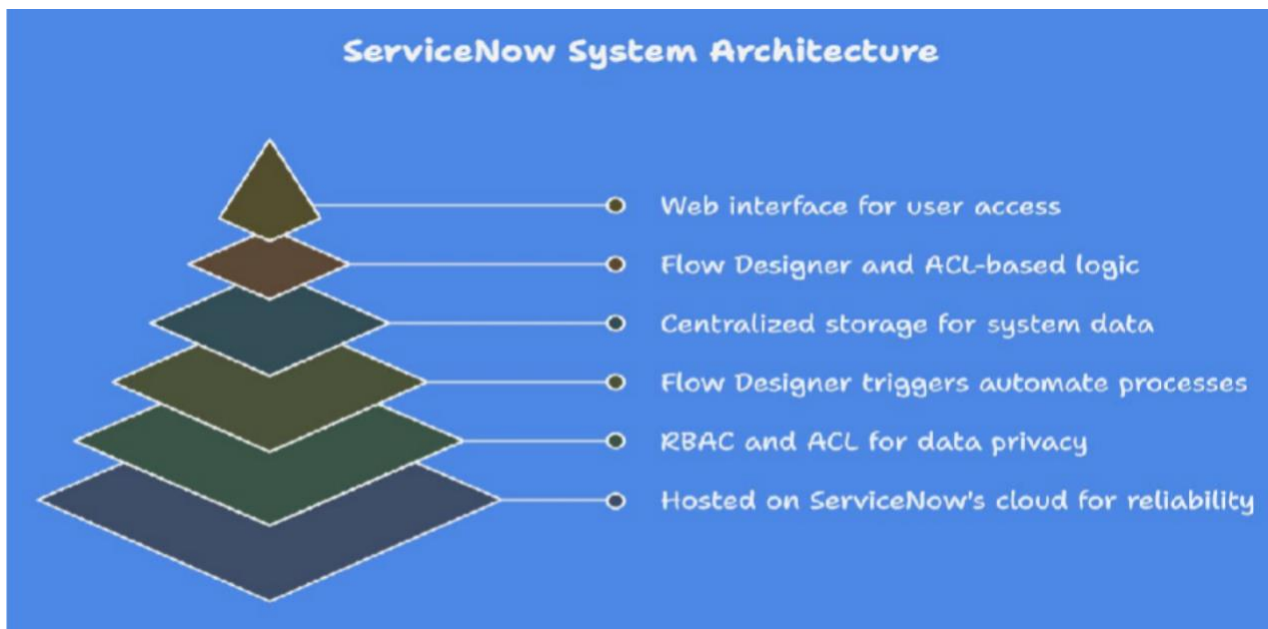 ServiceNow System Architecture
Web interface for user access
Flow Designer and ACL-based logic
Centralized storage for system data
Flow Designer triggers automate processes
RBAC and ACL for data privacy
Hosted on ServiceNow's cloud for reliability